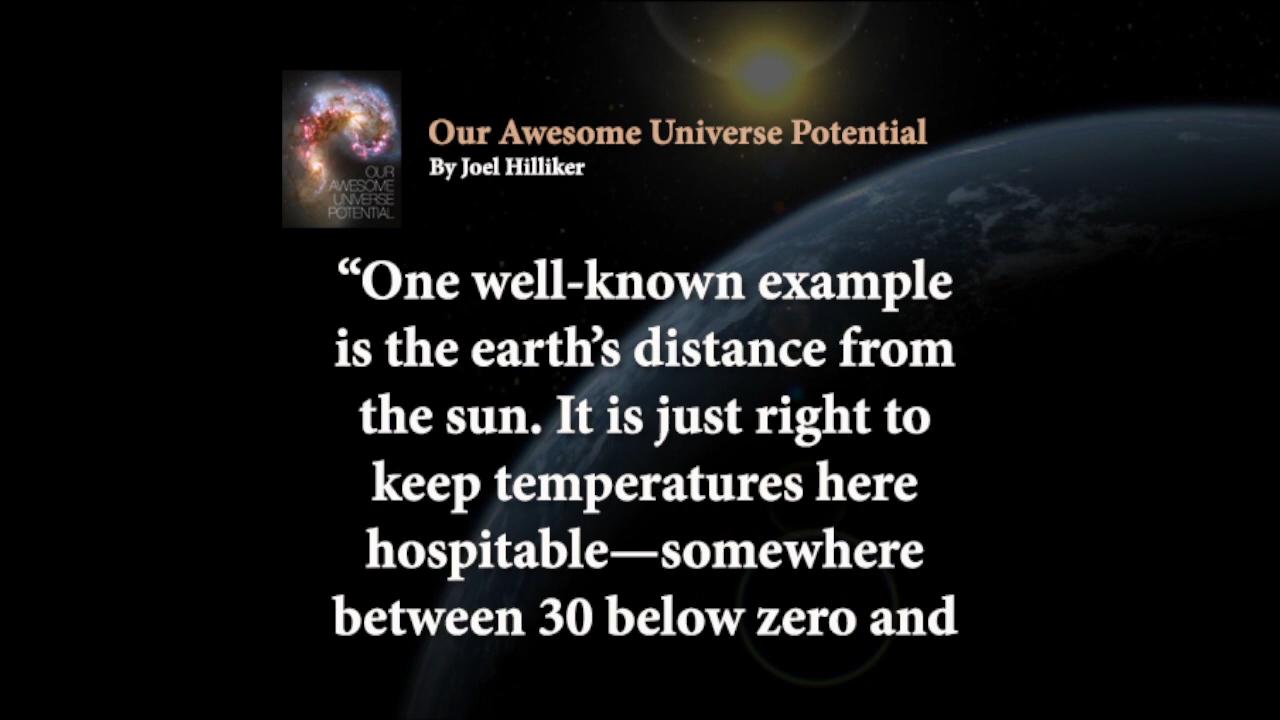 OUR
AWESOME
UNIVERSE
POTENTIAL
Our Awesome Universe Potential
By Joel Hilliker
“One well-known example
is the earth’s distance from
the sun. It is just right to
keep temperatures here
hospitable—somewhere
between 30 below zero and